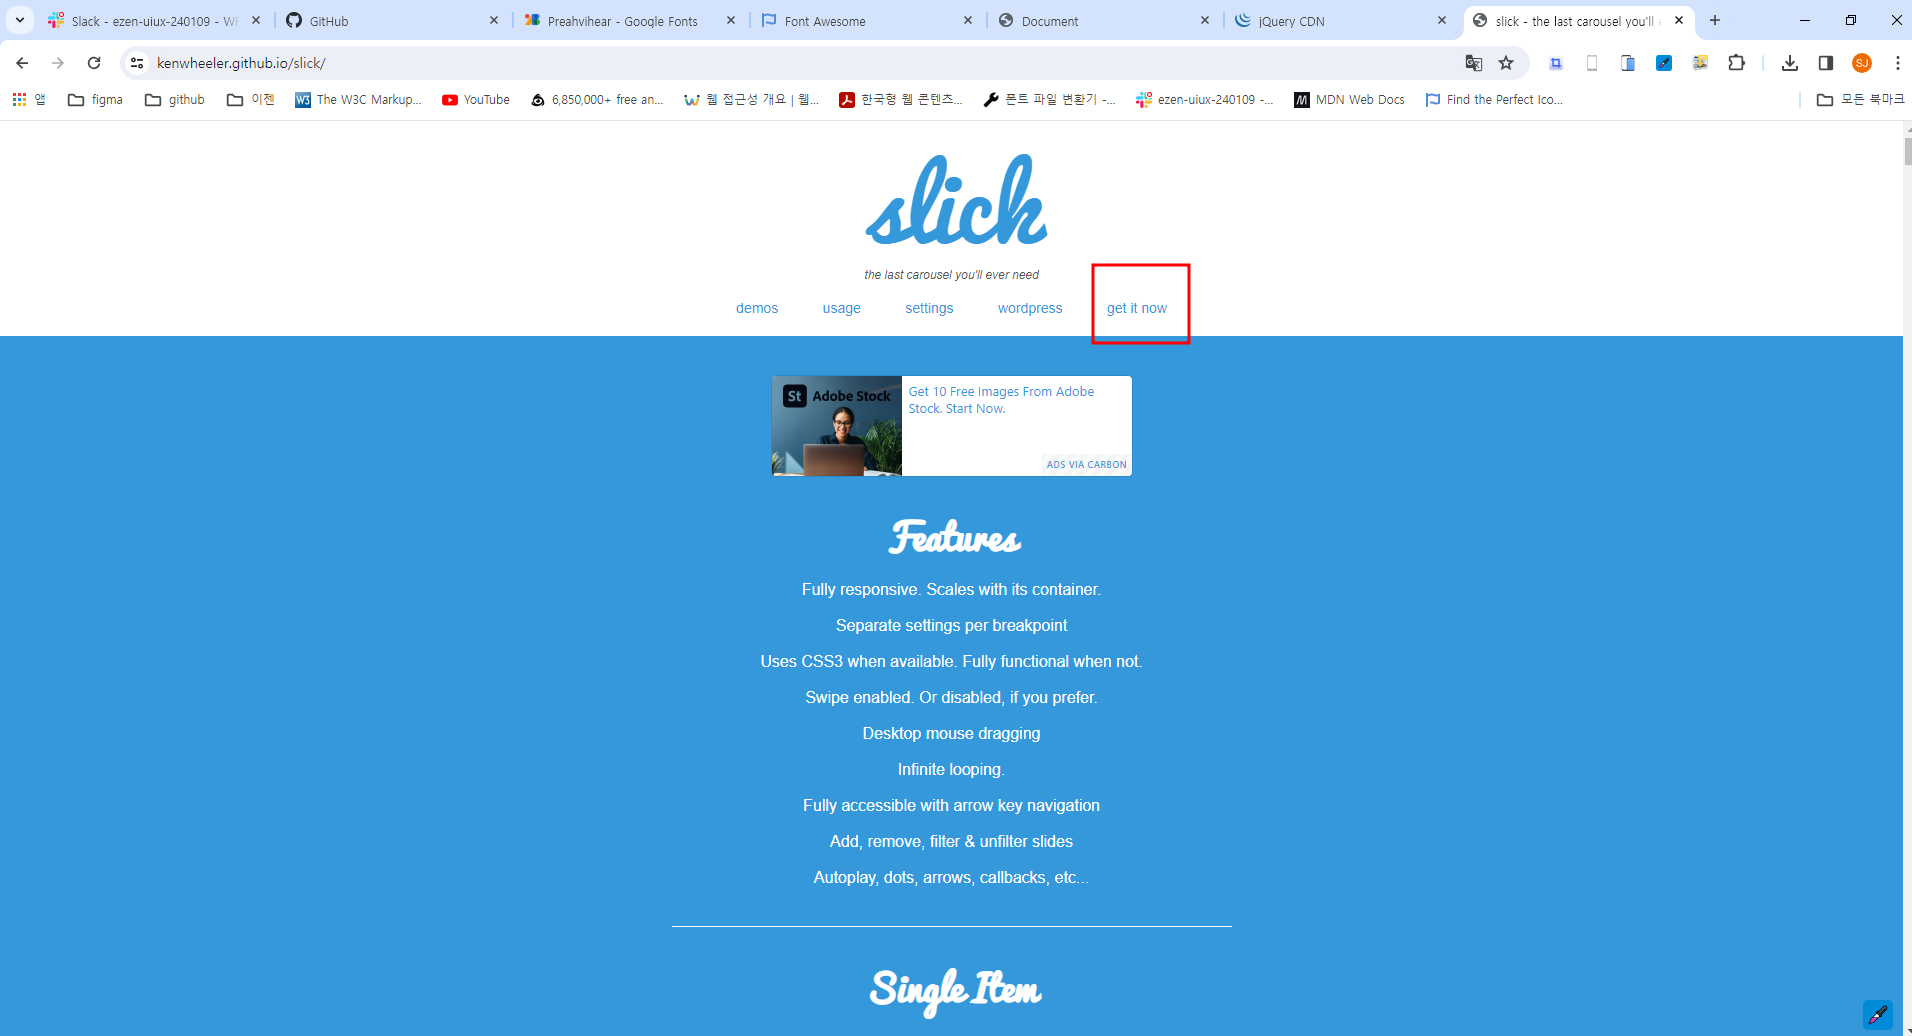 Slack - ezen-uiux-240109 - W
GitHub
Preahvihear - Google Fonts
Font Awesome
Document
jQuery CDN
slick - the last carousel you'll
kenwheeler.github.io/slick/
SJ
앱
figma
github
이젠
W3 The W3C Markup...
YouTube
6,850,000+ free an...
웹 접근성 개요 | 웹...
한국형 웹 콘텐츠...
폰트 파일 변환기 -...
ezen-uiux-240109 -...
M MDN Web Docs
Find the Perfect Ico...
모든 북마크
slick
the last carousel you'll ever need
demos usage settings wordpress get it now
St Adobe Stock
Get 10 Free Images From Adobe
Stock. Start Now.
ADS VIA CARBON
Features
Fully responsive. Scales with its container.
Separate settings per breakpoint
Uses CSS3 when available. Fully functional when not.
Swipe enabled. Or disabled, if you prefer.
Desktop mouse dragging
Infinite looping.
Fully accessible with arrow key navigation
Add, remove, filter & unfilter slides
Autoplay, dots, arrows, callbacks, etc...
Single Item